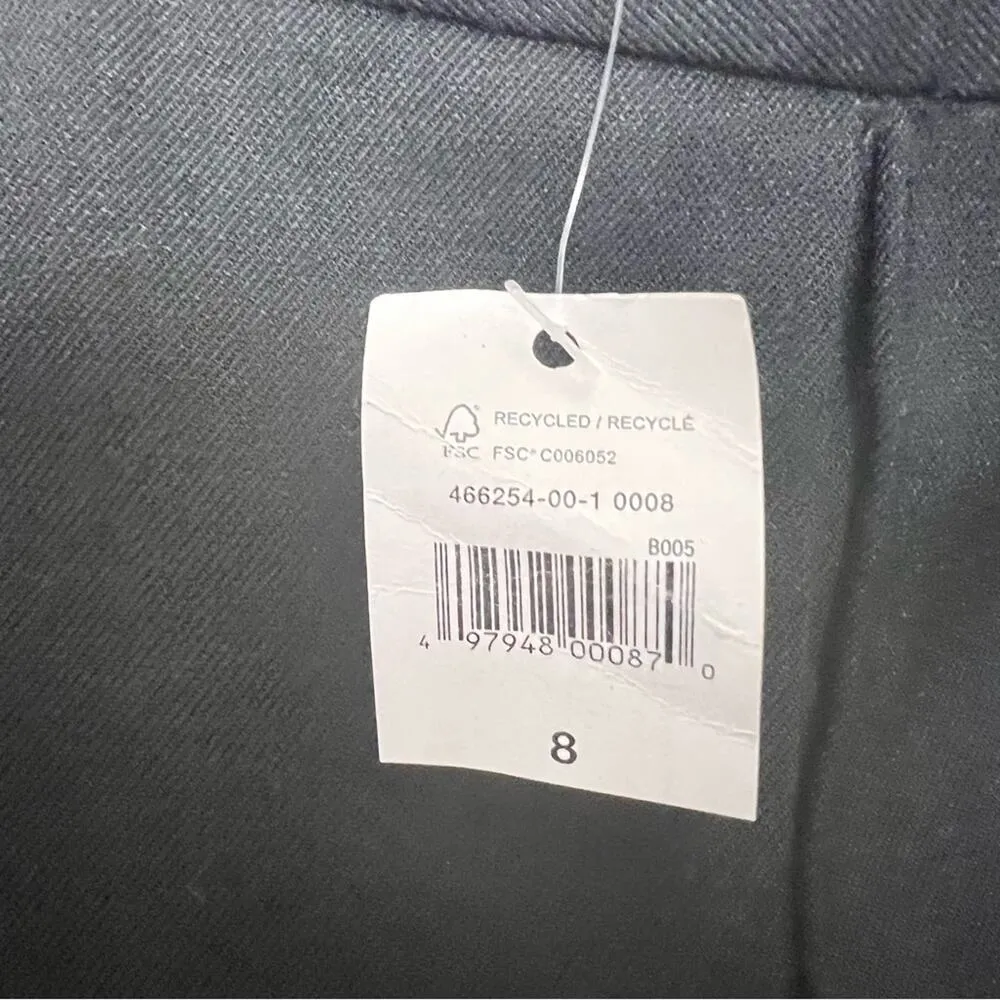 RECYCLED / RECYCLÉ
FSC FSC® C006052
466254-00-1 0008
B005
4 97948 00087 0
8